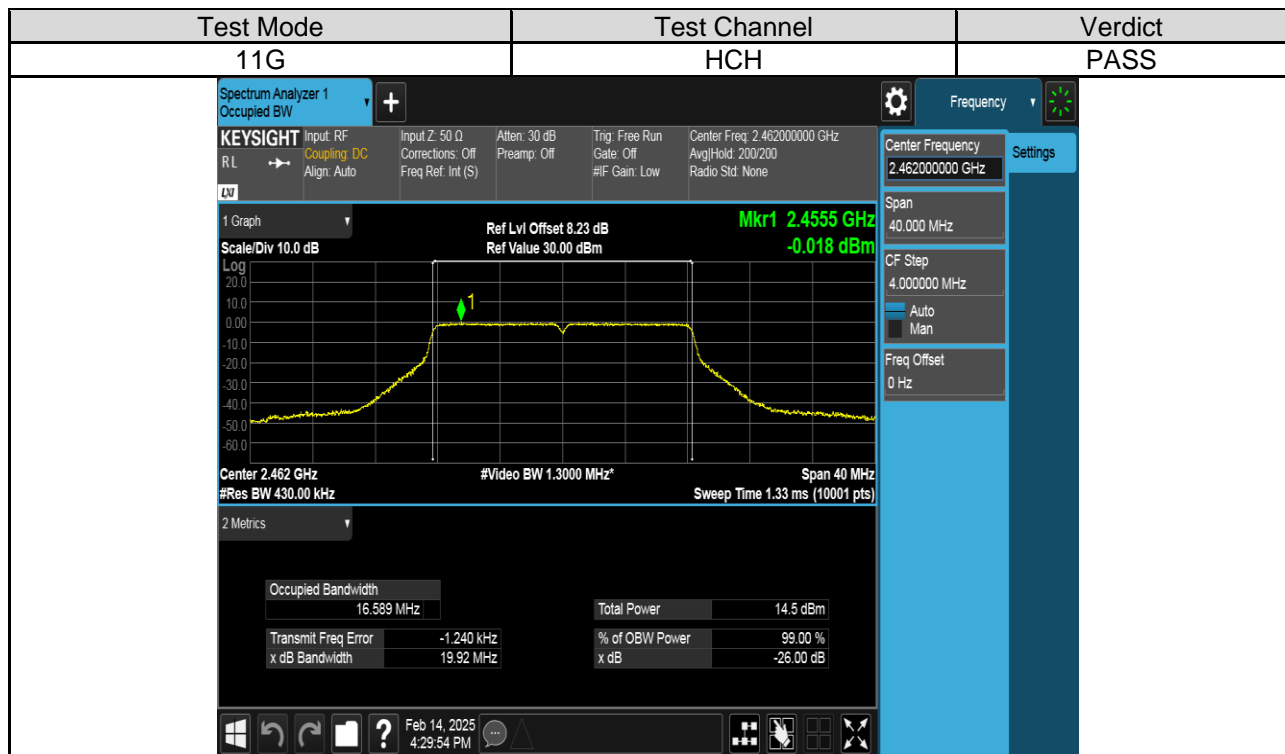 Test Mode Test Channel Verdict
11G HCH PASS
Spectrum Analyzer 1
Occupied BW
+
Frequency
KEYSIGHT
R L
LXI
Input: RF
Coupling: DC
Align: Auto
Input Z: 50 Ω
Corrections: Off
Freq Ref: Int (S)
Atten: 30 dB
Preamp: Off
Trig: Free Run
Gate: Off
#IF Gain: Low
Center Freq: 2.462000000 GHz
Avg|Hold: 200/200
Radio Std: None
Center Frequency
2.462000000 GHz
Settings
Span
40.000 MHz
CF Step
4.000000 MHz
Auto
Man
Freq Offset
0 Hz
1 Graph
Scale/Div 10.0 dB
Ref Lvl Offset 8.23 dB
Ref Value 30.00 dBm
Mkr1 2.4555 GHz
-0.018 dBm
Log
20.0
10.0
0.00
-10.0
-20.0
-30.0
-40.0
-50.0
-60.0
1
Center 2.462 GHz #Video BW 1.3000 MHz* Span 40 MHz
#Res BW 430.00 kHz Sweep Time 1.33 ms (10001 pts)
2 Metrics
Occupied Bandwidth
16.589 MHz
Total Power 14.5 dBm
Transmit Freq Error -1.240 kHz % of OBW Power 99.00 %
x dB Bandwidth 19.92 MHz x dB -26.00 dB
?
Feb 14, 2025
4:29:54 PM